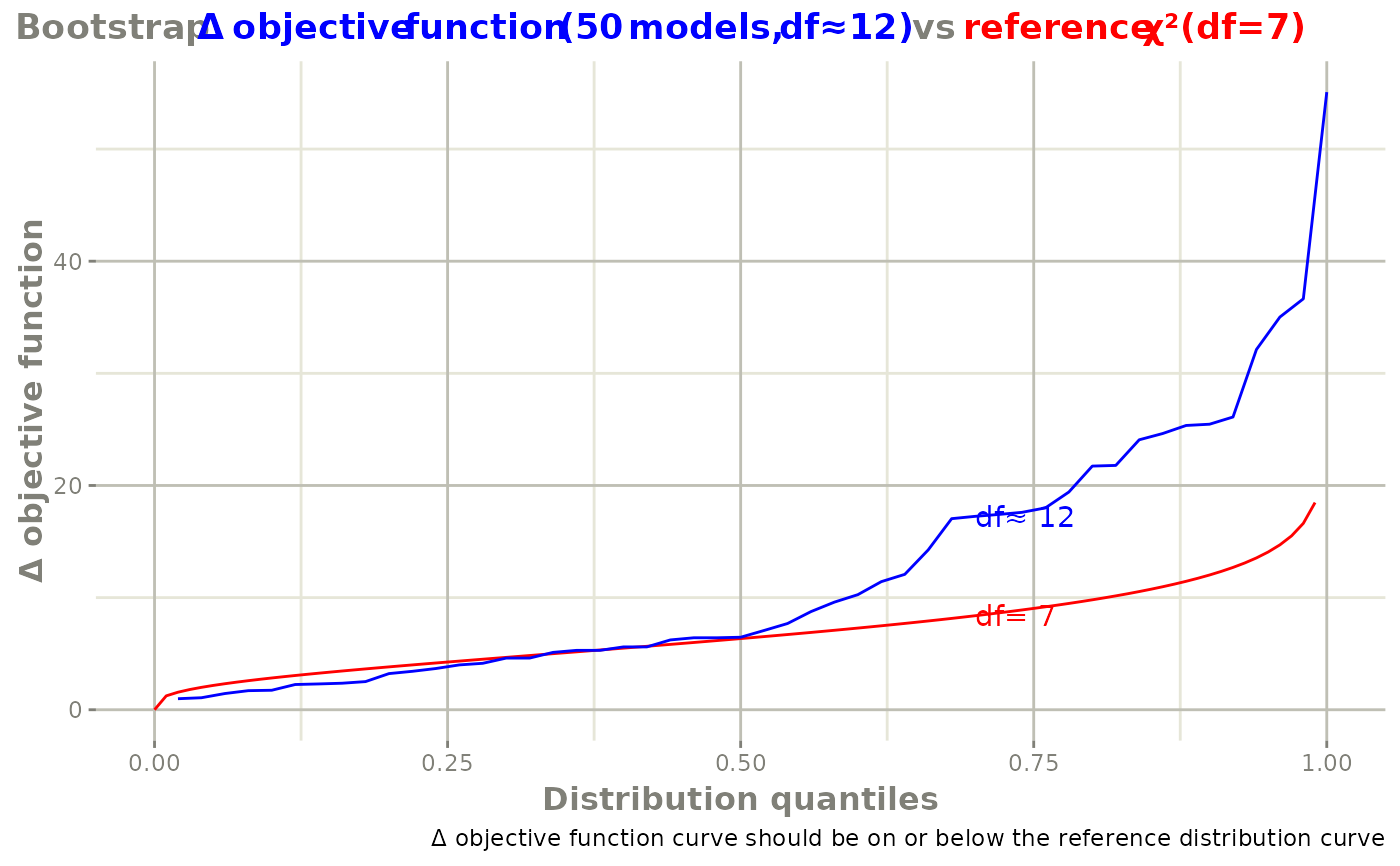 Bootstrap Δ objective function (50 models, df≈12) vs reference χ²(df=7)
Δ objective function
40
20
0
df≈ 12
df= 7
0.00 0.25 0.50 0.75 1.00
Distribution quantiles
Δ objective function curve should be on or below the reference distribution curve